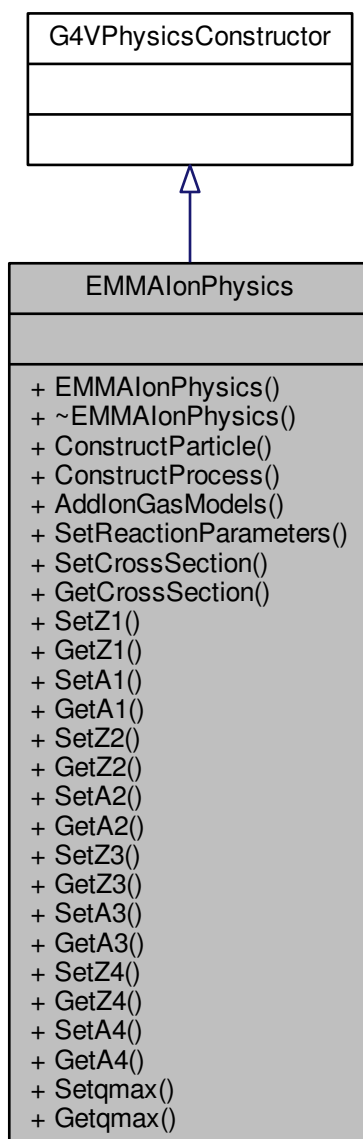 G4VPhysicsConstructor
EMMAIonPhysics
+ EMMAIonPhysics()
+ ~EMMAIonPhysics()
+ ConstructParticle()
+ ConstructProcess()
+ AddIonGasModels()
+ SetReactionParameters()
+ SetCrossSection()
+ GetCrossSection()
+ SetZ1()
+ GetZ1()
+ SetA1()
+ GetA1()
+ SetZ2()
+ GetZ2()
+ SetA2()
+ GetA2()
+ SetZ3()
+ GetZ3()
+ SetA3()
+ GetA3()
+ SetZ4()
+ GetZ4()
+ SetA4()
+ GetA4()
+ Setqmax()
+ Getqmax()